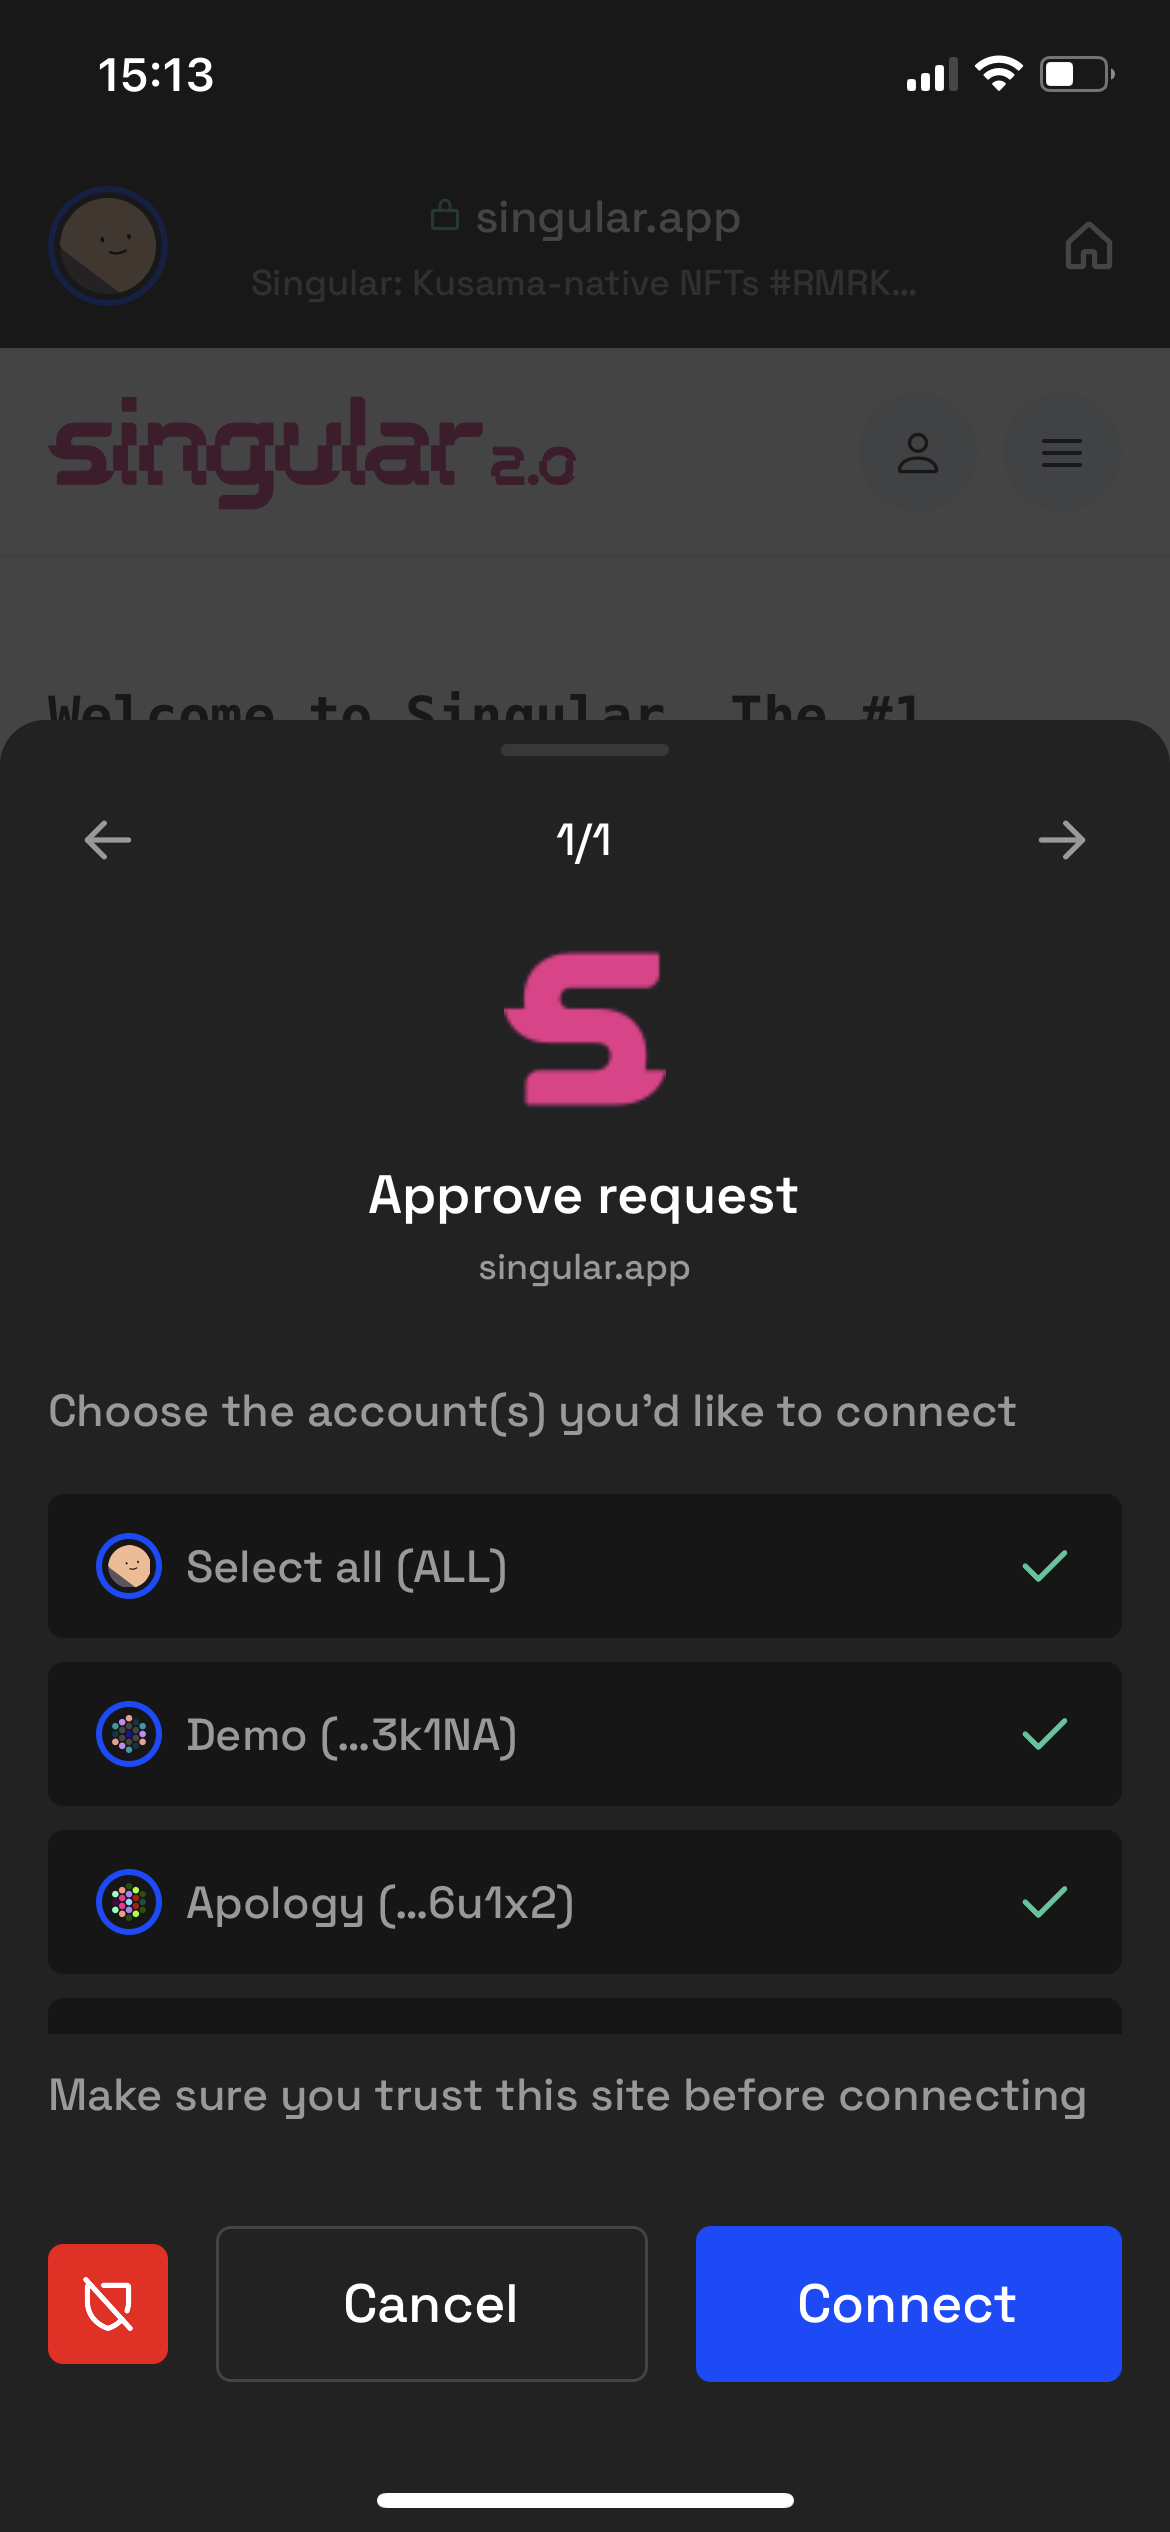 15:13
singular.app
Singular: Kusama-native NFTs #RMRK...
singular 2.0
Welcome to Singular. The #1
1/1
S
Approve request
singular.app
Choose the account(s) you’d like to connect
Select all (ALL)
Demo (...3k1NA)
Apology (...6u1x2)
Make sure you trust this site before connecting
Cancel
Connect